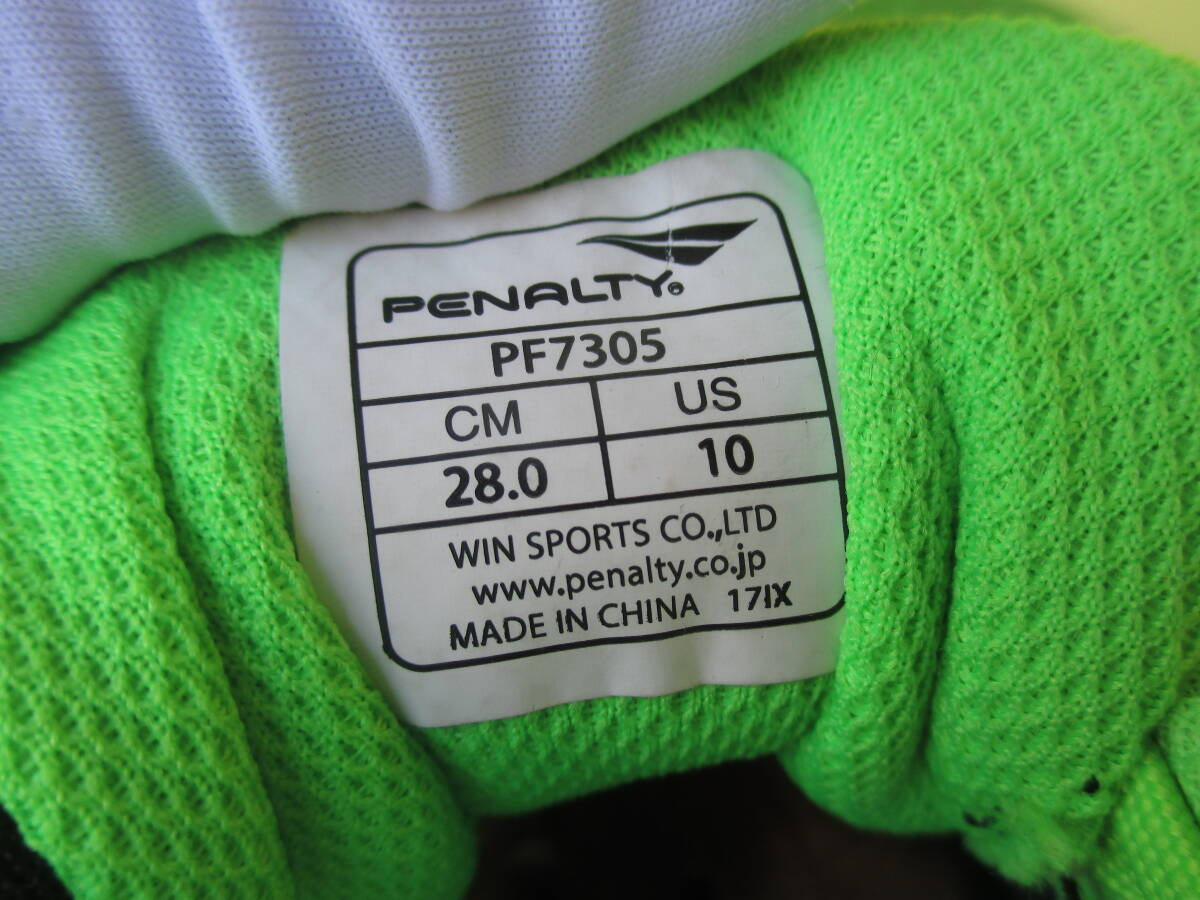 PENALTY®
PF7305
CM US
28.0 10
WIN SPORTS CO.,LTD
www.penalty.co.jp
MADE IN CHINA 17IX